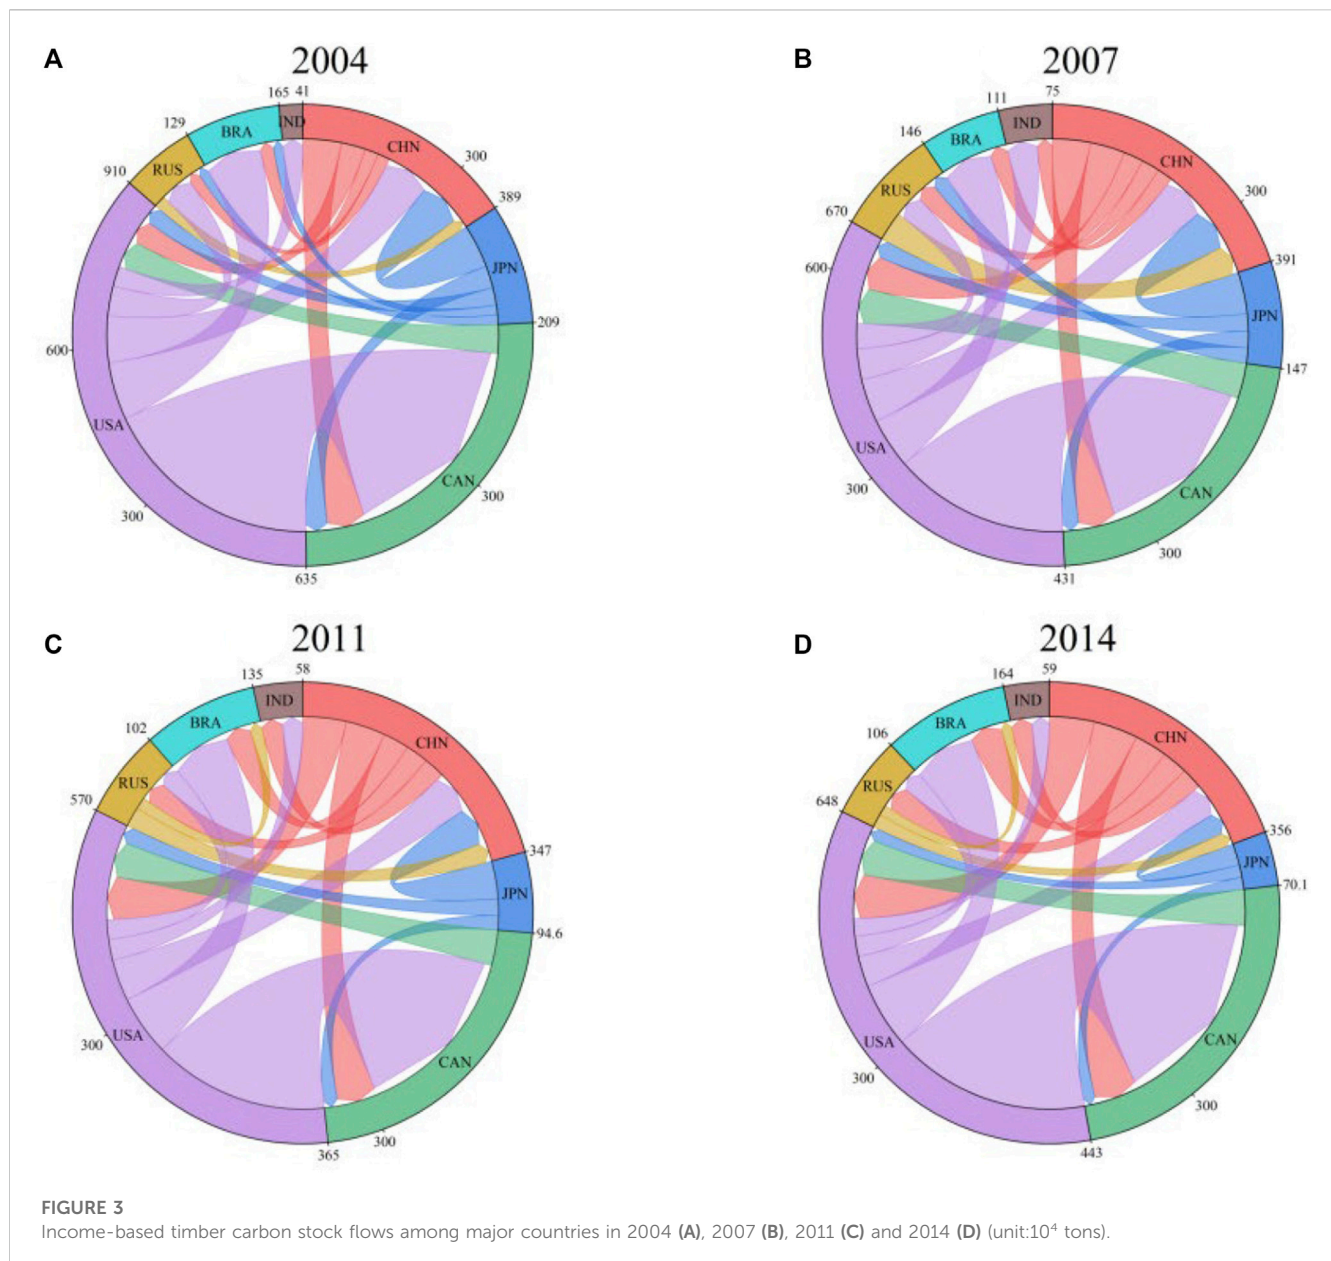 A
2004
165 41
129
BRA
IND
CHN
300
910
RUS
389
JPN
209
600
USA
CAN
300
300
635
B
2007
111
75
146
BRA
IND
CHN
300
670
RUS
391
600
JPN
147
USA
300
CAN
300
431
C
2011
135
58
102
BRA
IND
CHN
570
RUS
347
JPN
94.6
300
USA
CAN
300
365
D
2014
164
59
106
BRA
IND
CHN
648
RUS
356
JPN
70.1
USA
300
CAN
300
443
FIGURE 3
Income-based timber carbon stock flows among major countries in 2004 (A), 2007 (B), 2011 (C) and 2014 (D) (unit:10⁴ tons).